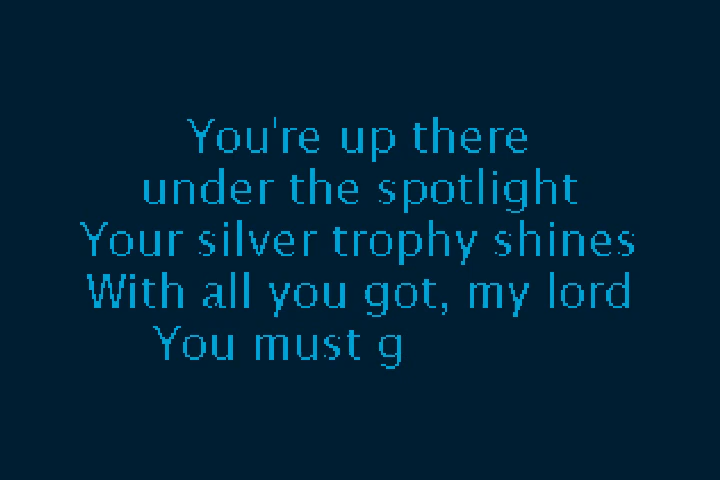 You're up there
under the spotlight
Your silver trophy shines
With all you got, my lord
You must g